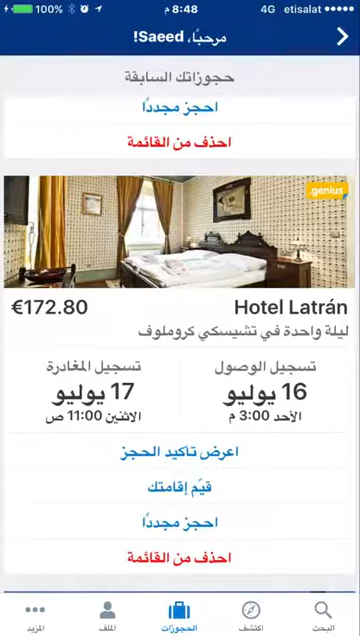 100% 8:48 م 4G etisalat
مرحبًا، Saeed!
حجوزاتك السابقة
احجز مجددًا
احذف من القائمة
genius.
Hotel Latrán
€172.80
ليلة واحدة في تشيسكي كروملوف
تسجيل الوصول
تسجيل المغادرة
16 يوليو
17 يوليو
الأحد 3:00 م
الاثنين 11:00 ص
اعرض تأكيد الحجز
قيّم إقامتك
احجز مجددًا
احذف من القائمة
البحث
اكتشف
الحجوزات
الملف
المزيد